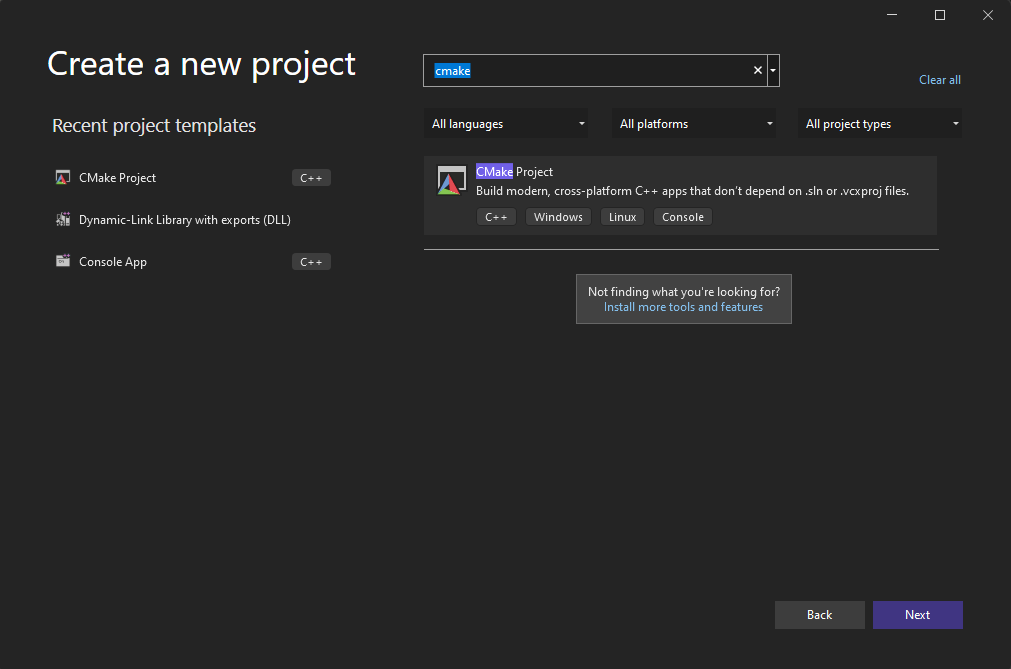 Create a new project
Recent project templates
CMake Project
C++
Dynamic-Link Library with exports (DLL)
Console App
C++
cmake
Clear all
All languages
All platforms
All project types
CMake Project
Build modern, cross-platform C++ apps that don't depend on .sln or .vcxproj files.
C++ Windows Linux Console
Not finding what you're looking for?
Install more tools and features
Back
Next